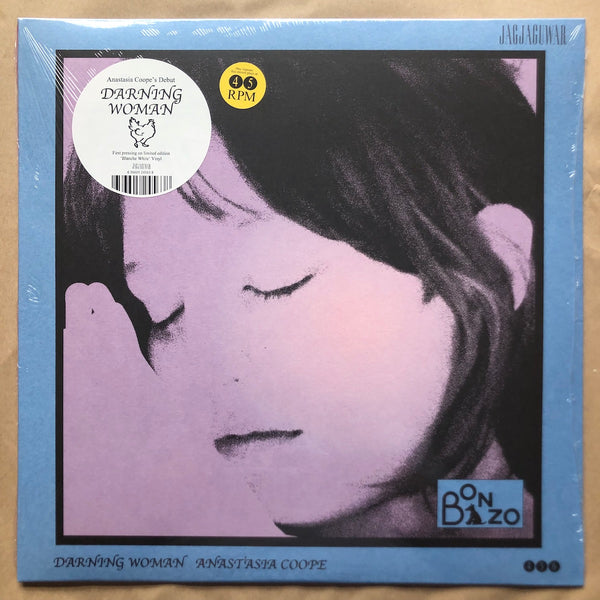 JAGJAGUWAR
Anastasia Coope's Debut
DARNING
WOMAN
First pressing on limited edition
'Blanche White' Vinyl
JAGJAGUWAR
45
RPM
BONZO
DARNING WOMAN ANASTASIA COOPE